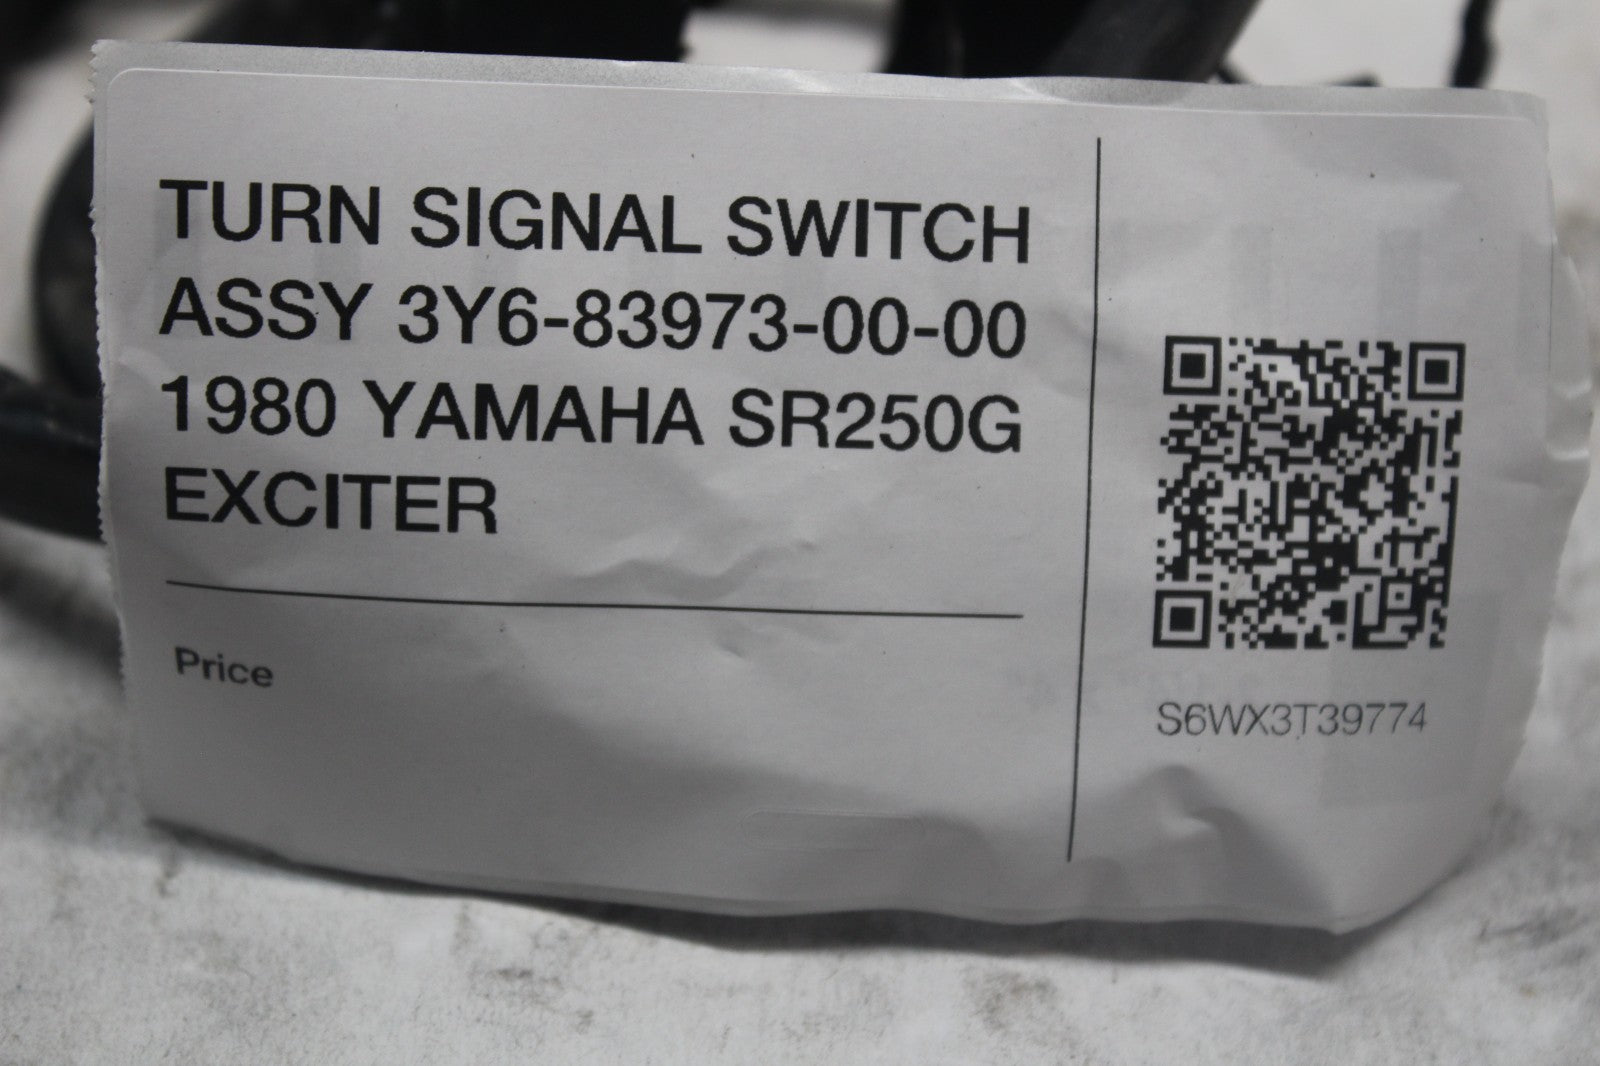 TURN SIGNAL SWITCH
ASSY 3Y6-83973-00-00
1980 YAMAHA SR250G
EXCITER
Price
S6WX3T39774